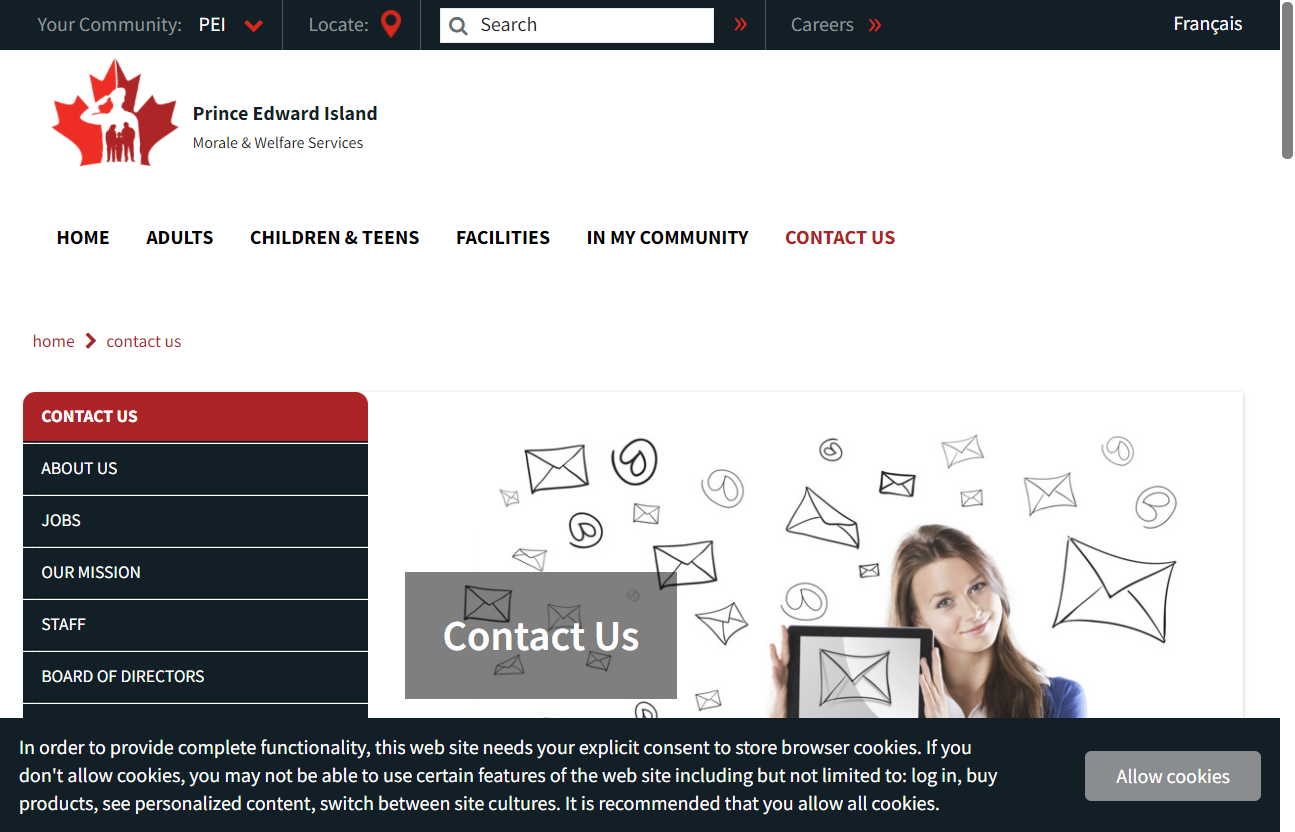 Your Community: PEI Locate: Search Careers Français
Prince Edward Island
Morale & Welfare Services
HOME ADULTS CHILDREN & TEENS FACILITIES IN MY COMMUNITY CONTACT US
home contact us
CONTACT US
ABOUT US
JOBS
OUR MISSION
STAFF
BOARD OF DIRECTORS
Contact Us
In order to provide complete functionality, this web site needs your explicit consent to store browser cookies. If you
don't allow cookies, you may not be able to use certain features of the web site including but not limited to: log in, buy
products, see personalized content, switch between site cultures. It is recommended that you allow all cookies.
Allow cookies